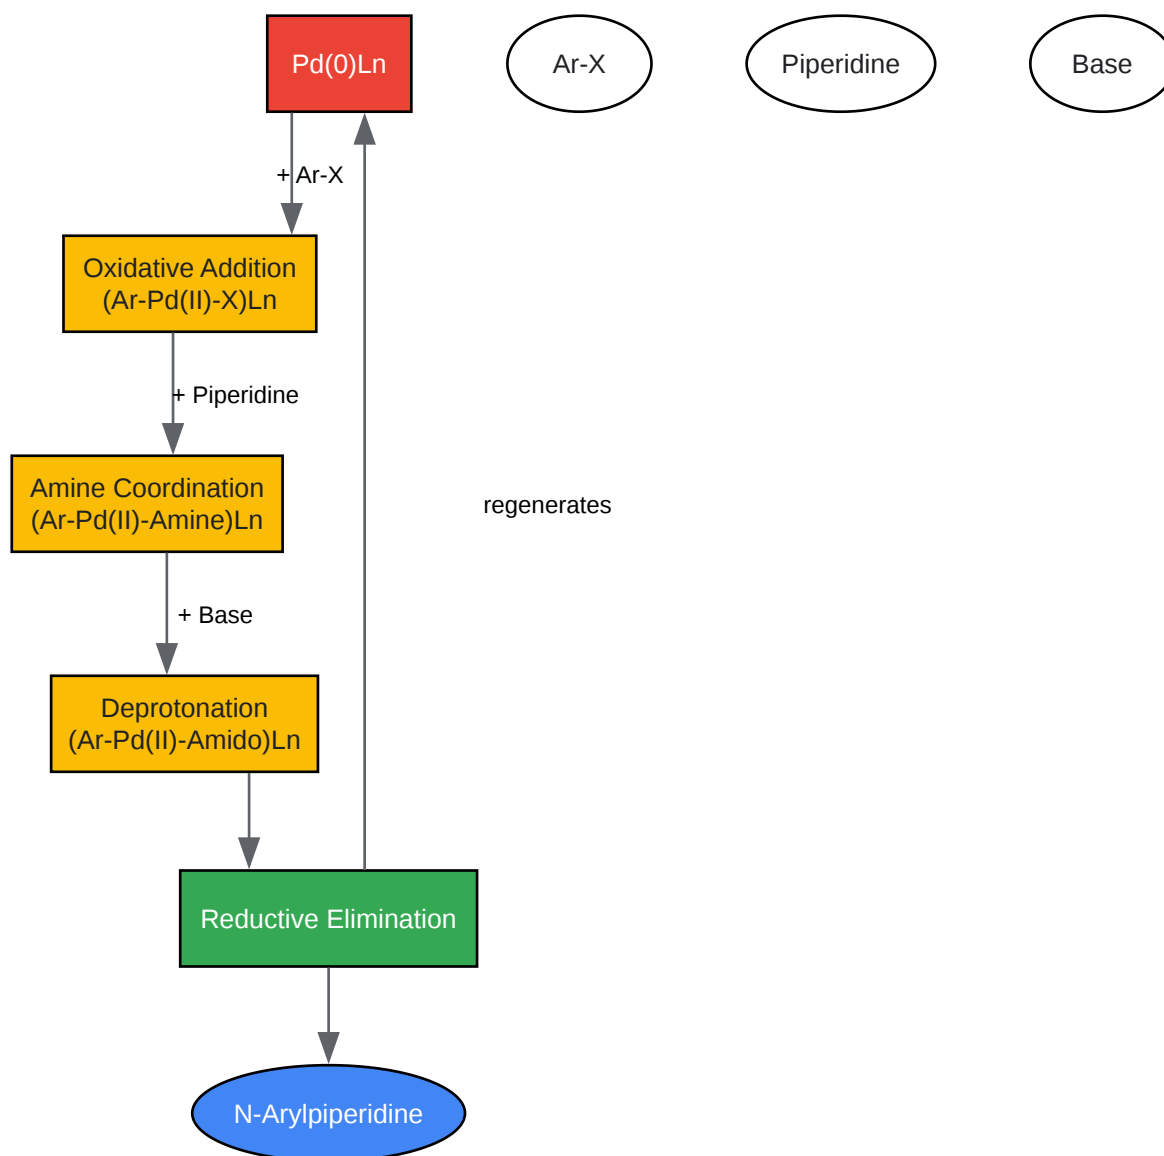 Pd(0)Ln
Ar-X
Piperidine
Base
+ Ar-X
Oxidative Addition
(Ar-Pd(II)-X)Ln
+ Piperidine
Amine Coordination
(Ar-Pd(II)-Amine)Ln
regenerates
+ Base
Deprotonation
(Ar-Pd(II)-Amido)Ln
Reductive Elimination
N-Arylpiperidine